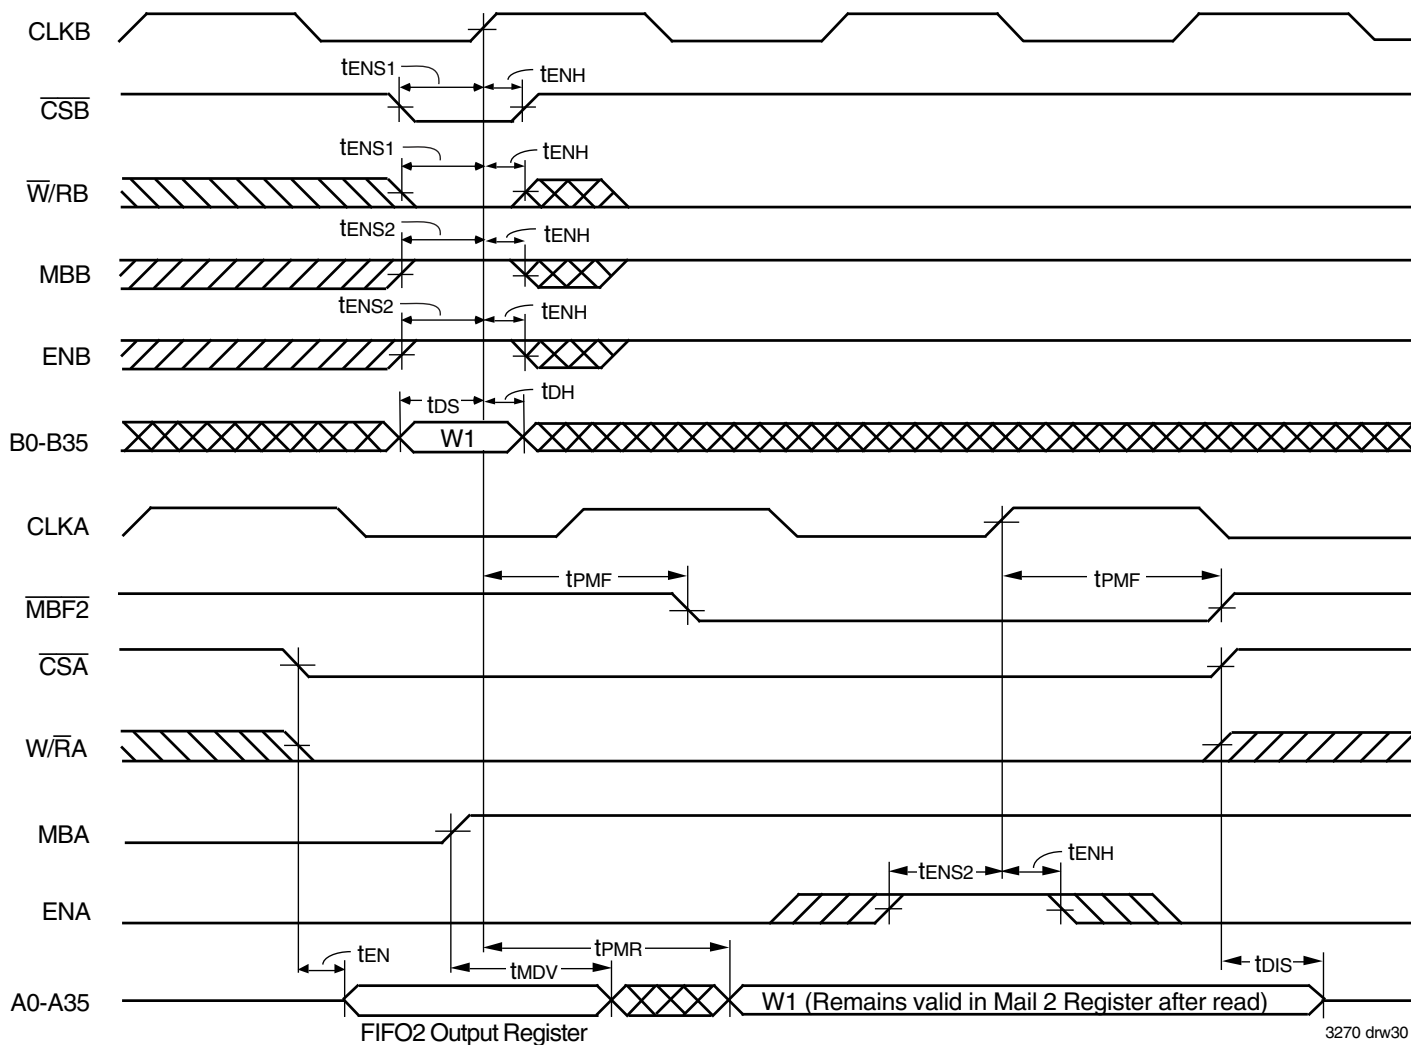 CLKB
tENS1
tENH
CSB
tENS1
tENH
W/RB
tENS2
tENH
MBB
tENS2
tENH
ENB
tDS
tDH
B0-B35
W1
CLKA
tPMF
tPMF
MBF2
CSA
W/RA
MBA
tENS2
tENH
ENA
tEN
tPMR
tMDV
tDIS
A0-A35
W1 (Remains valid in Mail 2 Register after read)
FIFO2 Output Register
3270 drw30